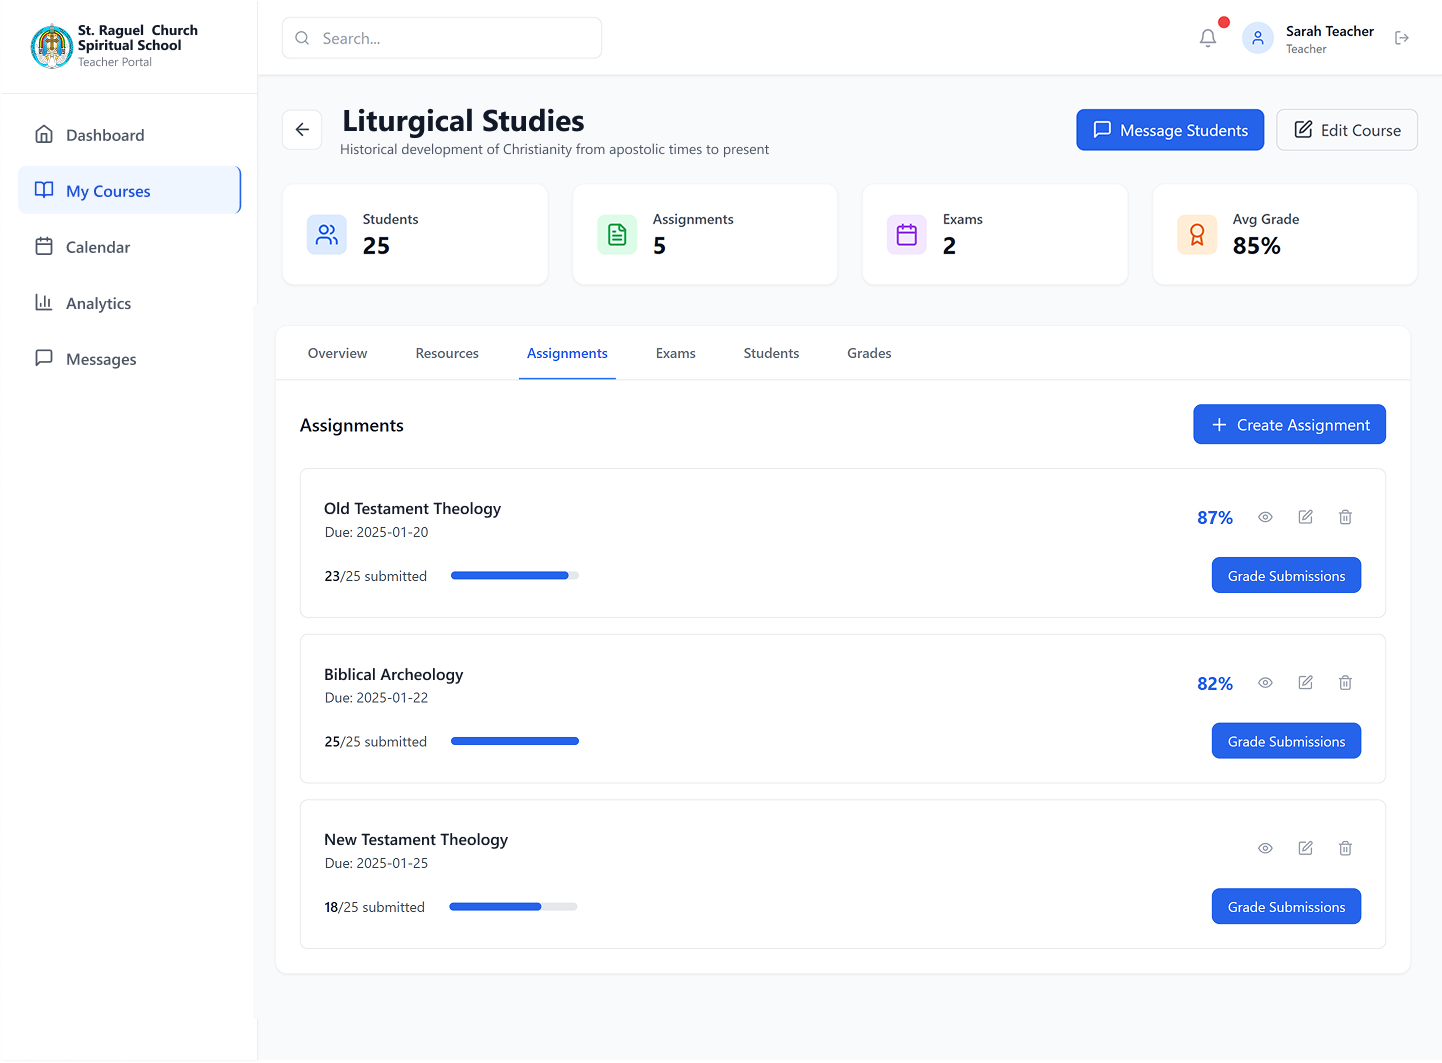 St. Raguel Church
Spiritual School
Teacher Portal
Search...
Sarah Teacher
Teacher
Dashboard
My Courses
Calendar
Analytics
Messages
Liturgical Studies
Historical development of Christianity from apostolic times to present
Message Students
Edit Course
Students
25
Assignments
5
Exams
2
Avg Grade
85%
Overview
Resources
Assignments
Exams
Students
Grades
Assignments
Create Assignment
Old Testament Theology
Due: 2025-01-20
87%
23/25 submitted
Grade Submissions
Biblical Archeology
Due: 2025-01-22
82%
25/25 submitted
Grade Submissions
New Testament Theology
Due: 2025-01-25
18/25 submitted
Grade Submissions